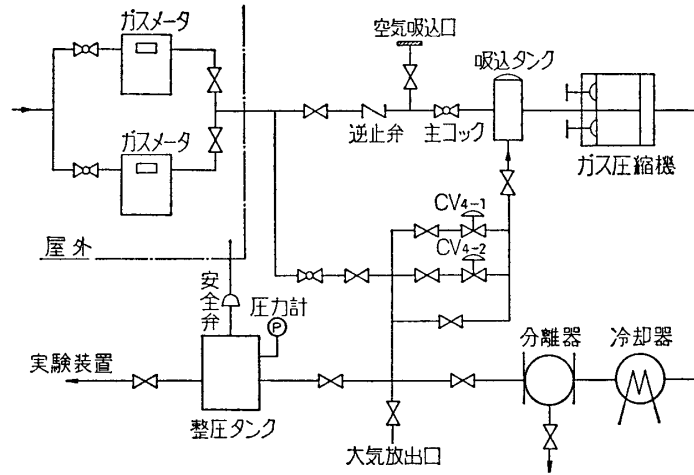 ガスメータ
空気吸込口
吸込タンク
逆止弁
主コック
ガスメータ
ガス圧縮機
CV4-1
屋外
CV4-2
安全弁
圧力計
P
分離器
冷却器
実験装置
整圧タンク
大気放出口